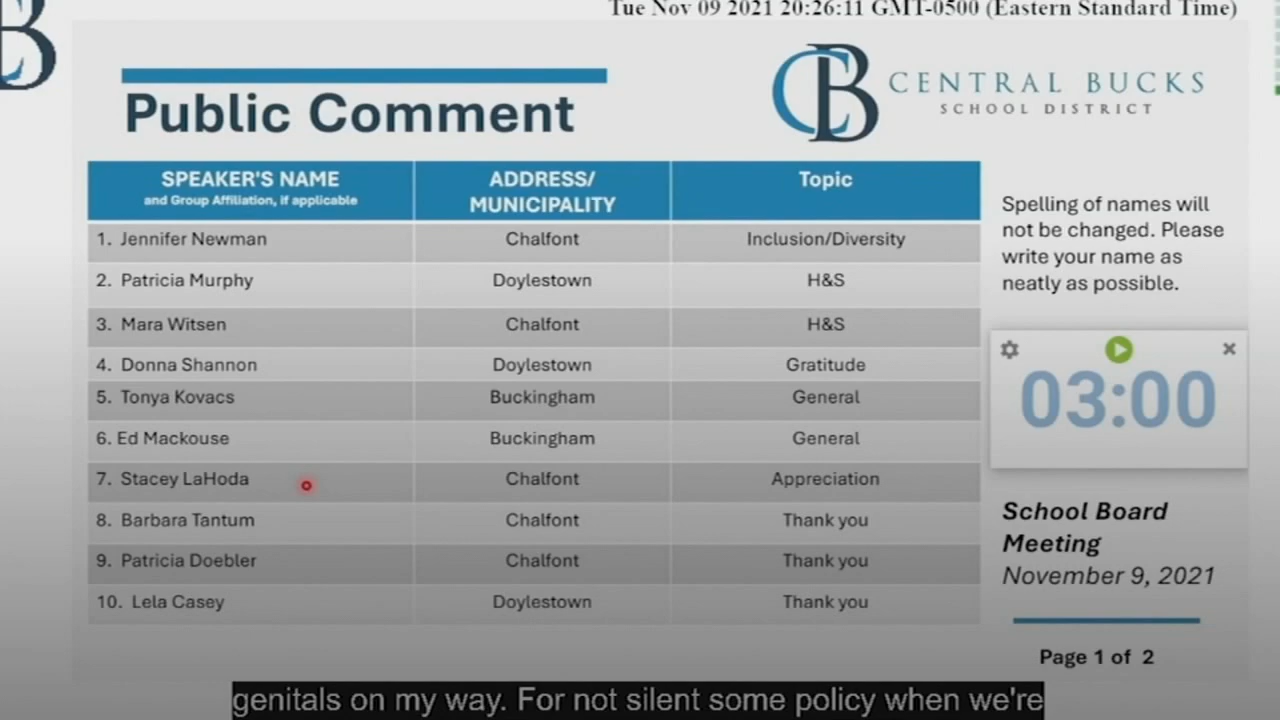 Tue Nov 09 2021 20:26:11 GMT-0500 (Eastern Standard Time)
CB
CENTRAL BUCKS
SCHOOL DISTRICT
Public Comment
SPEAKER'S NAME
and Group Affiliation, if applicable
ADDRESS/
MUNICIPALITY
Topic
1. Jennifer Newman Chalfont Inclusion/Diversity
2. Patricia Murphy Doylestown H&S
3. Mara Witsen Chalfont H&S
4. Donna Shannon Doylestown Gratitude
5. Tonya Kovacs Buckingham General
6. Ed Mackouse Buckingham General
7. Stacey LaHoda Chalfont Appreciation
8. Barbara Tantum Chalfont Thank you
9. Patricia Doebler Chalfont Thank you
10. Lela Casey Doylestown Thank you
Spelling of names will
not be changed. Please
write your name as
neatly as possible.
03:00
School Board
Meeting
November 9, 2021
Page 1 of 2
genitals on my way. For not silent some policy when we're